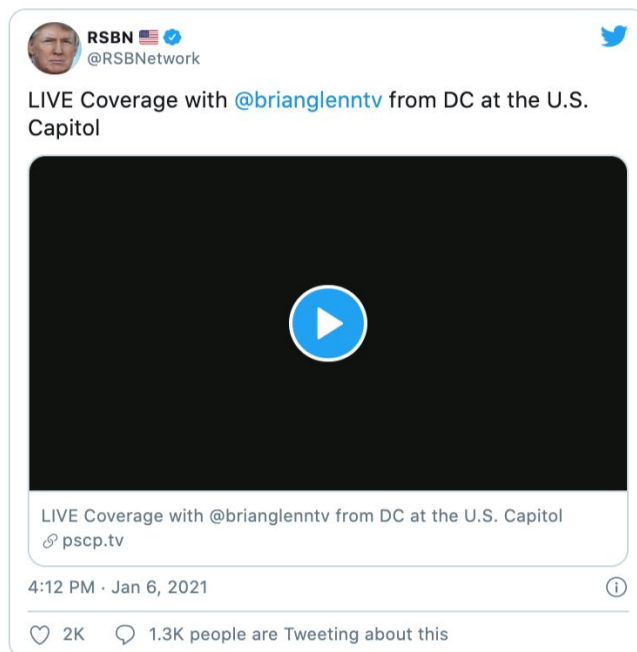 RSBN 🇺🇸
@RSBNetwork
LIVE Coverage with @brianglenntv from DC at the U.S.
Capitol
LIVE Coverage with @brianglenntv from DC at the U.S. Capitol
pscp.tv
4:12 PM · Jan 6, 2021
2K 1.3K people are Tweeting about this